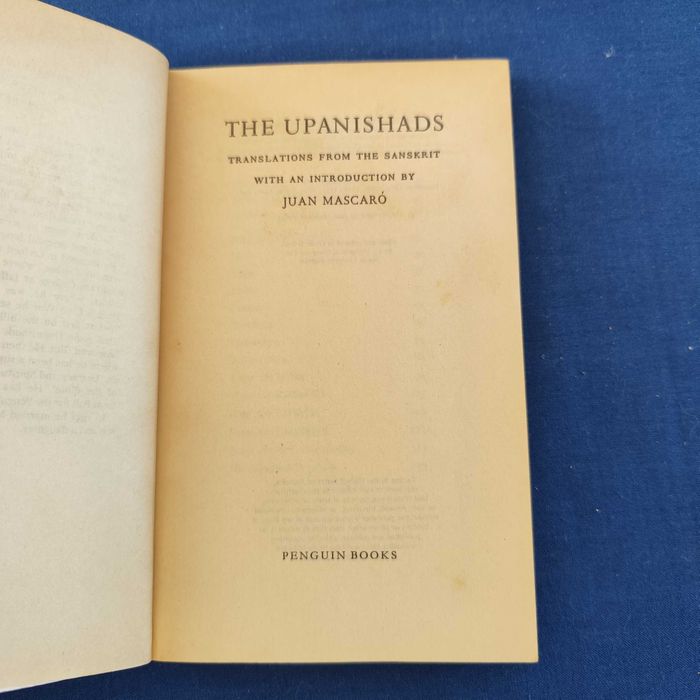 THE UPANISHADS
TRANSLATIONS FROM THE SANSKRIT
WITH AN INTRODUCTION BY
JUAN MASCARÓ
PENGUIN BOOKS